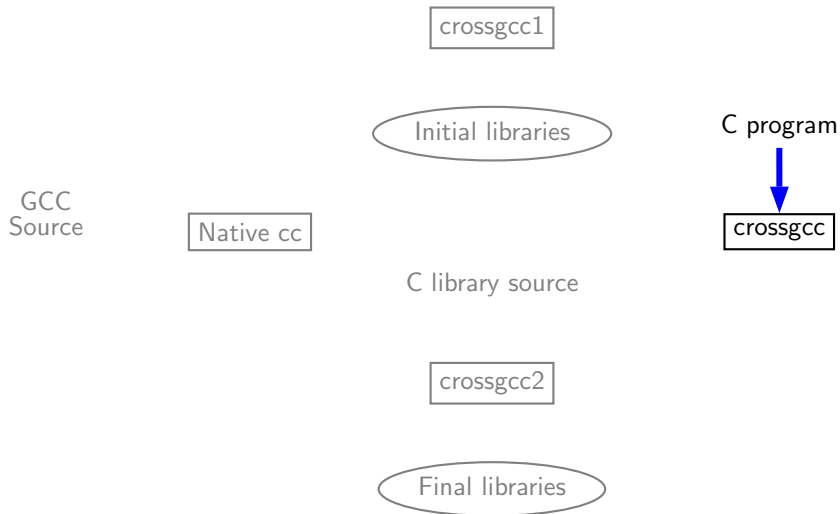 crossgcc1
Initial libraries
C program
GCC
Source
Native cc
crossgcc
C library source
crossgcc2
Final libraries